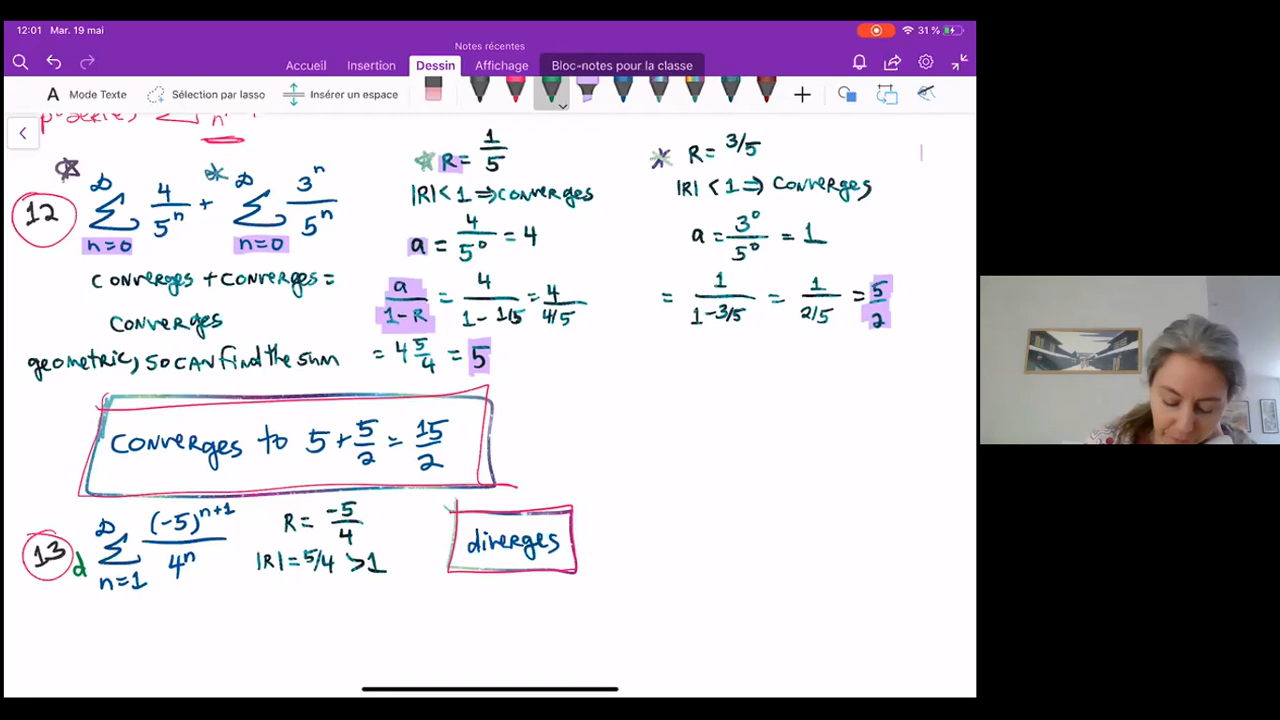 12:01 Mar. 19 mai
31 %
Notes récentes
Accueil Insertion Dessin Affichage Bloc-notes pour la classe
A Mode Texte Sélection par lasso Insérer un espace
12
∞ ∑ n=0 4/5^n + ∞ ∑ n=0 3^n/5^n
converges + converges =
converges
geometric, so CAN find the sum
R = 1/5
|R| < 1 ⇒ converges
a = 4/5^0 = 4
a/(1-R) = 4/(1 - 1/5) = 4/(4/5)
= 4 5/4 = 5
R = 3/5
|R| < 1 ⇒ converges
a = 3^0/5^0 = 1
= 1/(1-3/5) = 1/(2/5) = 5/2
converges to 5 + 5/2 = 15/2
13 d
∞ ∑ n=1 (-5)^{n+1}/4^n
R = -5/4
|R| = 5/4 > 1
diverges